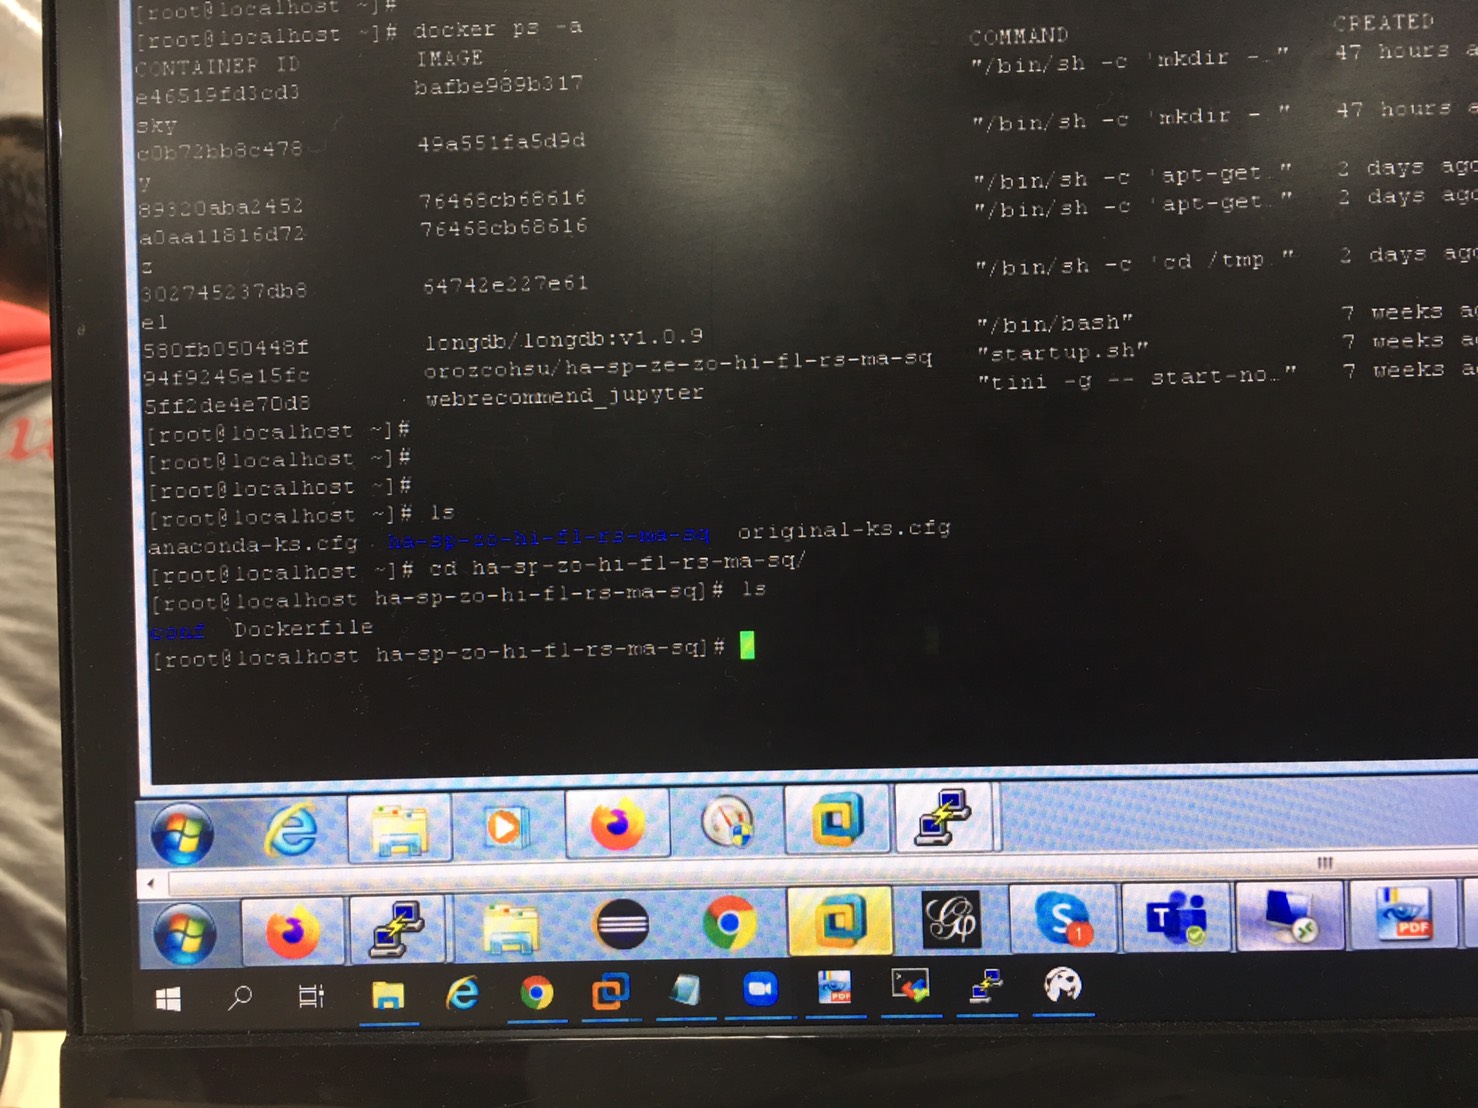 [root@localhost ~]#
[root@localhost ~]# docker ps -a
CONTAINER ID IMAGE COMMAND CREATED
e46519fd3cd3 bafbe989b317 "/bin/sh -c 'mkdir -…" 47 hours a
sky
c0b72bb8c478 49a551fa5d9d "/bin/sh -c 'mkdir -…" 47 hours a
y
89320aba2452 76468cb68616 "/bin/sh -c 'apt-get…" 2 days ago
a0aa11816d72 76468cb68616 "/bin/sh -c 'apt-get…" 2 days ago
z
302745237db8 64742e227e61 "/bin/sh -c 'cd /tmp…" 2 days ago
el
580fb050448f longdb/longdb:v1.0.9 "/bin/bash" 7 weeks ag
94f9245e15fc orozcohsu/ha-sp-ze-zo-hi-fl-rs-ma-sq "startup.sh" 7 weeks ag
5ff2de4e70d8 webrecommend_jupyter "tini -g -- start-no…" 7 weeks ag
[root@localhost ~]#
[root@localhost ~]#
[root@localhost ~]#
[root@localhost ~]# ls
anaconda-ks.cfg ha-sp-zo-hi-fl-rs-ma-sq original-ks.cfg
[root@localhost ~]# cd ha-sp-zo-hi-fl-rs-ma-sq/
[root@localhost ha-sp-zo-hi-fl-rs-ma-sq]# ls
conf Dockerfile
[root@localhost ha-sp-zo-hi-fl-rs-ma-sq]#
S 1 T PDF
PDF